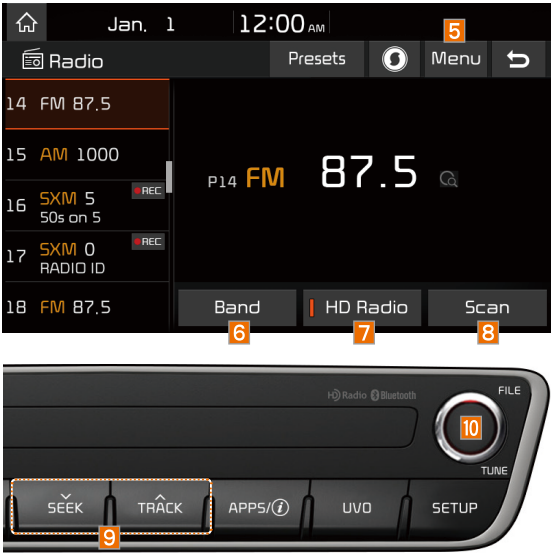 Jan. 1 12:00 AM
5
Radio Presets Menu
14 FM 87.5
15 AM 1000
16 SXM 5 REC
50s on 5
17 SXM 0 REC
RADIO ID
18 FM 87.5
P14 FM 87.5
Band HD Radio Scan
6 7 8
HD Radio Bluetooth
FILE
10
TUNE
SEEK TRACK APPS/i UVO SETUP
9